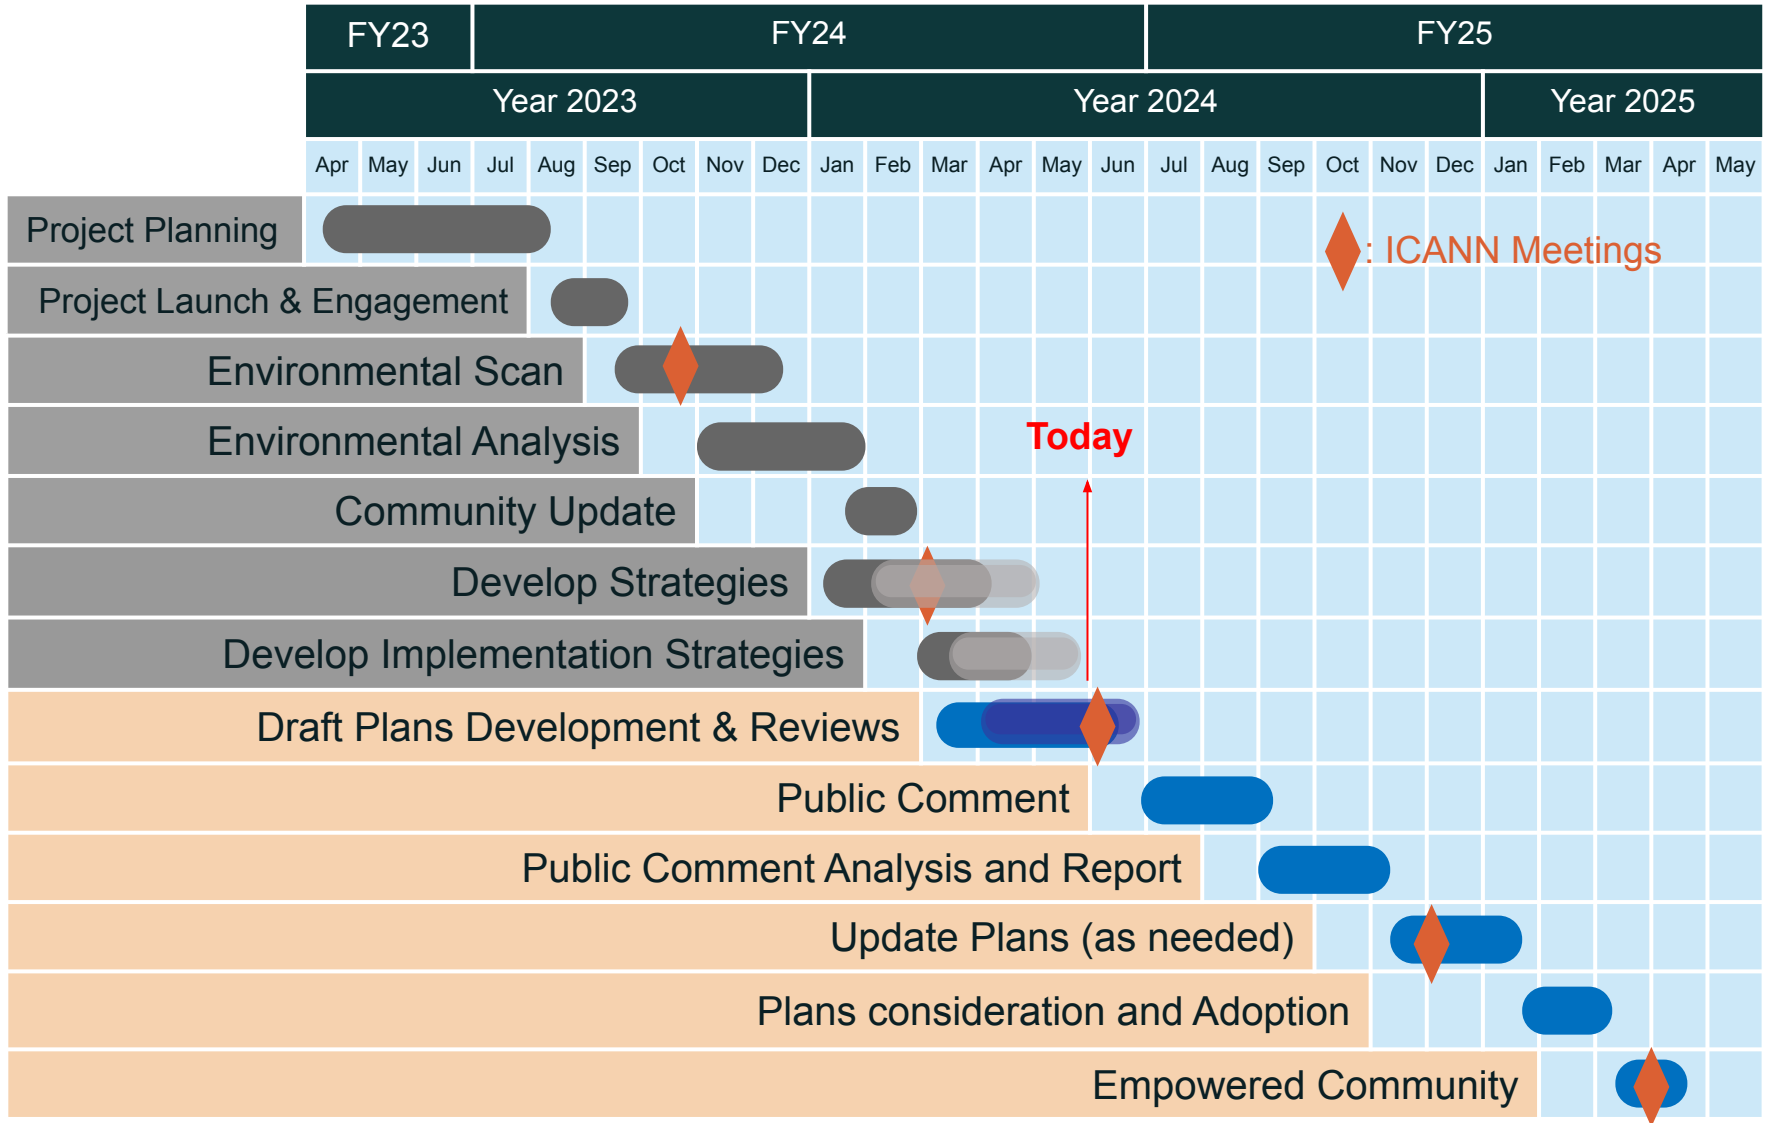 FY23 FY24 FY25
Year 2023 Year 2024 Year 2025
Apr May Jun Jul Aug Sep Oct Nov Dec Jan Feb Mar Apr May Jun Jul Aug Sep Oct Nov Dec Jan Feb Mar Apr May
Project Planning
: ICANN Meetings
Project Launch & Engagement
Environmental Scan
Environmental Analysis
Today
Community Update
Develop Strategies
Develop Implementation Strategies
Draft Plans Development & Reviews
Public Comment
Public Comment Analysis and Report
Update Plans (as needed)
Plans consideration and Adoption
Empowered Community